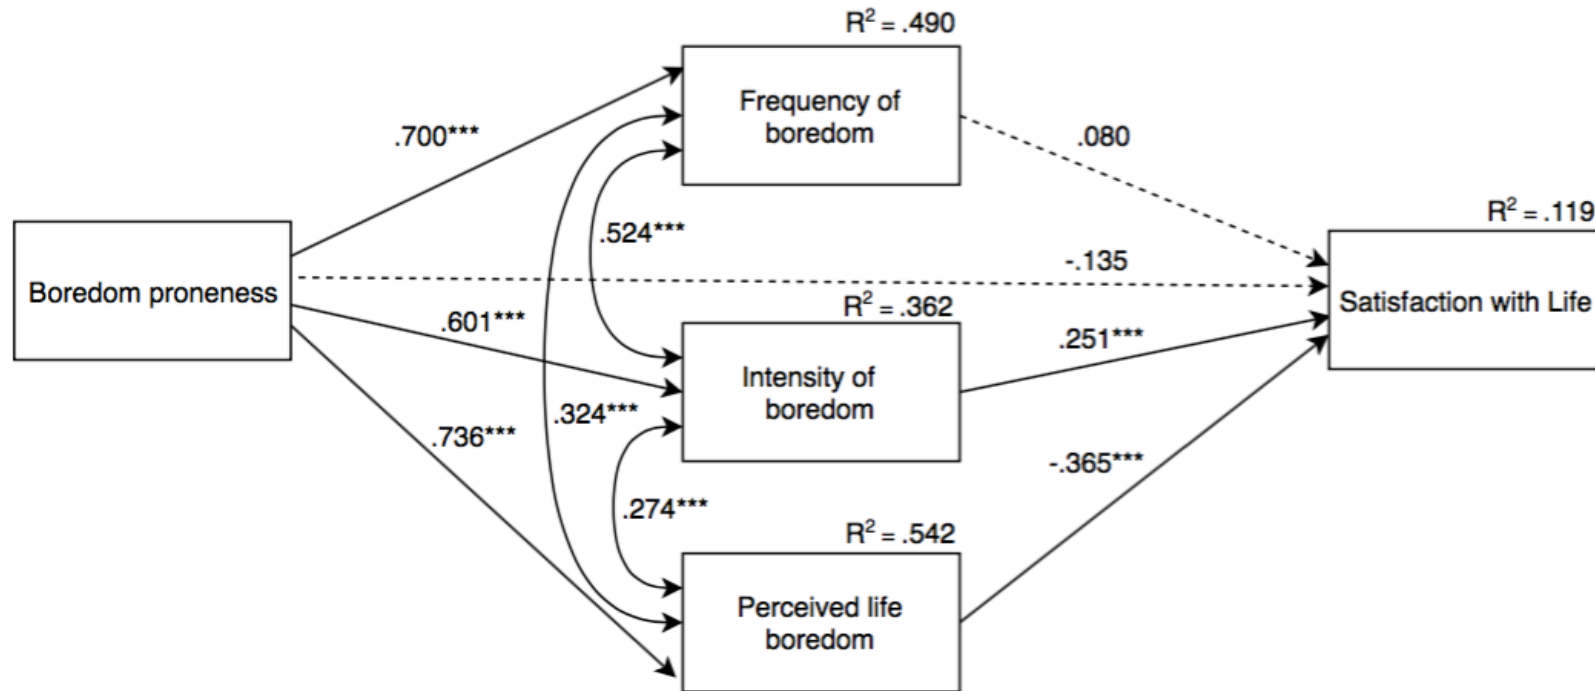 R² = .490
Frequency of
boredom
.700***
.080
.524***
R² = .119
-.135
Boredom proneness
Satisfaction with Life
R² = .362
.601***
.251***
Intensity of
boredom
.324***
.736***
-.365***
.274***
R² = .542
Perceived life
boredom